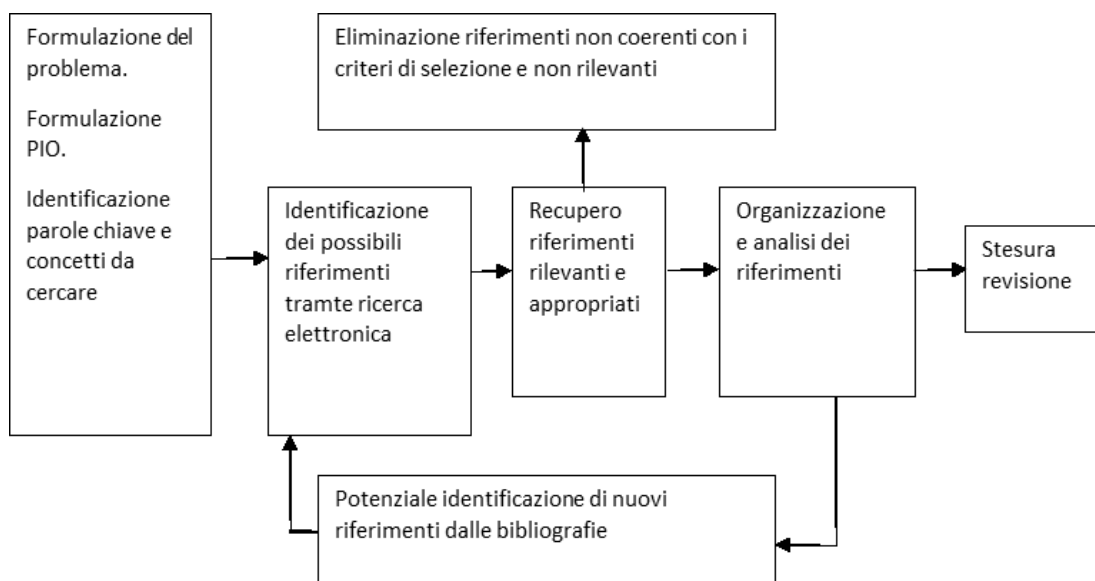 Formulazione del
problema.
Formulazione
PIO.
Identificazione
parole chiave e
concetti da
cercare
Eliminazione riferimenti non coerenti con i
criteri di selezione e non rilevanti
Identificazione
dei possibili
riferimenti
tramte ricerca
elettronica
Recupero
riferimenti
rilevanti e
appropriati
Organizzazione
e analisi dei
riferimenti
Stesura
revisione
Potenziale identificazione di nuovi
riferimenti dalle bibliografie